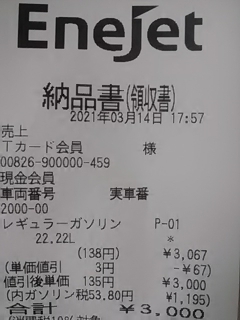 EneJet
納品書(領収書)
2021年03月14日 17:57
売上
Tカード会員 様
00826-900000-459
現金会員
車両番号 実車番
2000-00
レギュラーガソリン P-01
22.22L *
(138円) ¥3,067
(単価値引 3円 -¥67)
値引後単価 135円 ¥3,000
(内ガソリン税53.80円 ¥1,195)
合計 ¥3,000